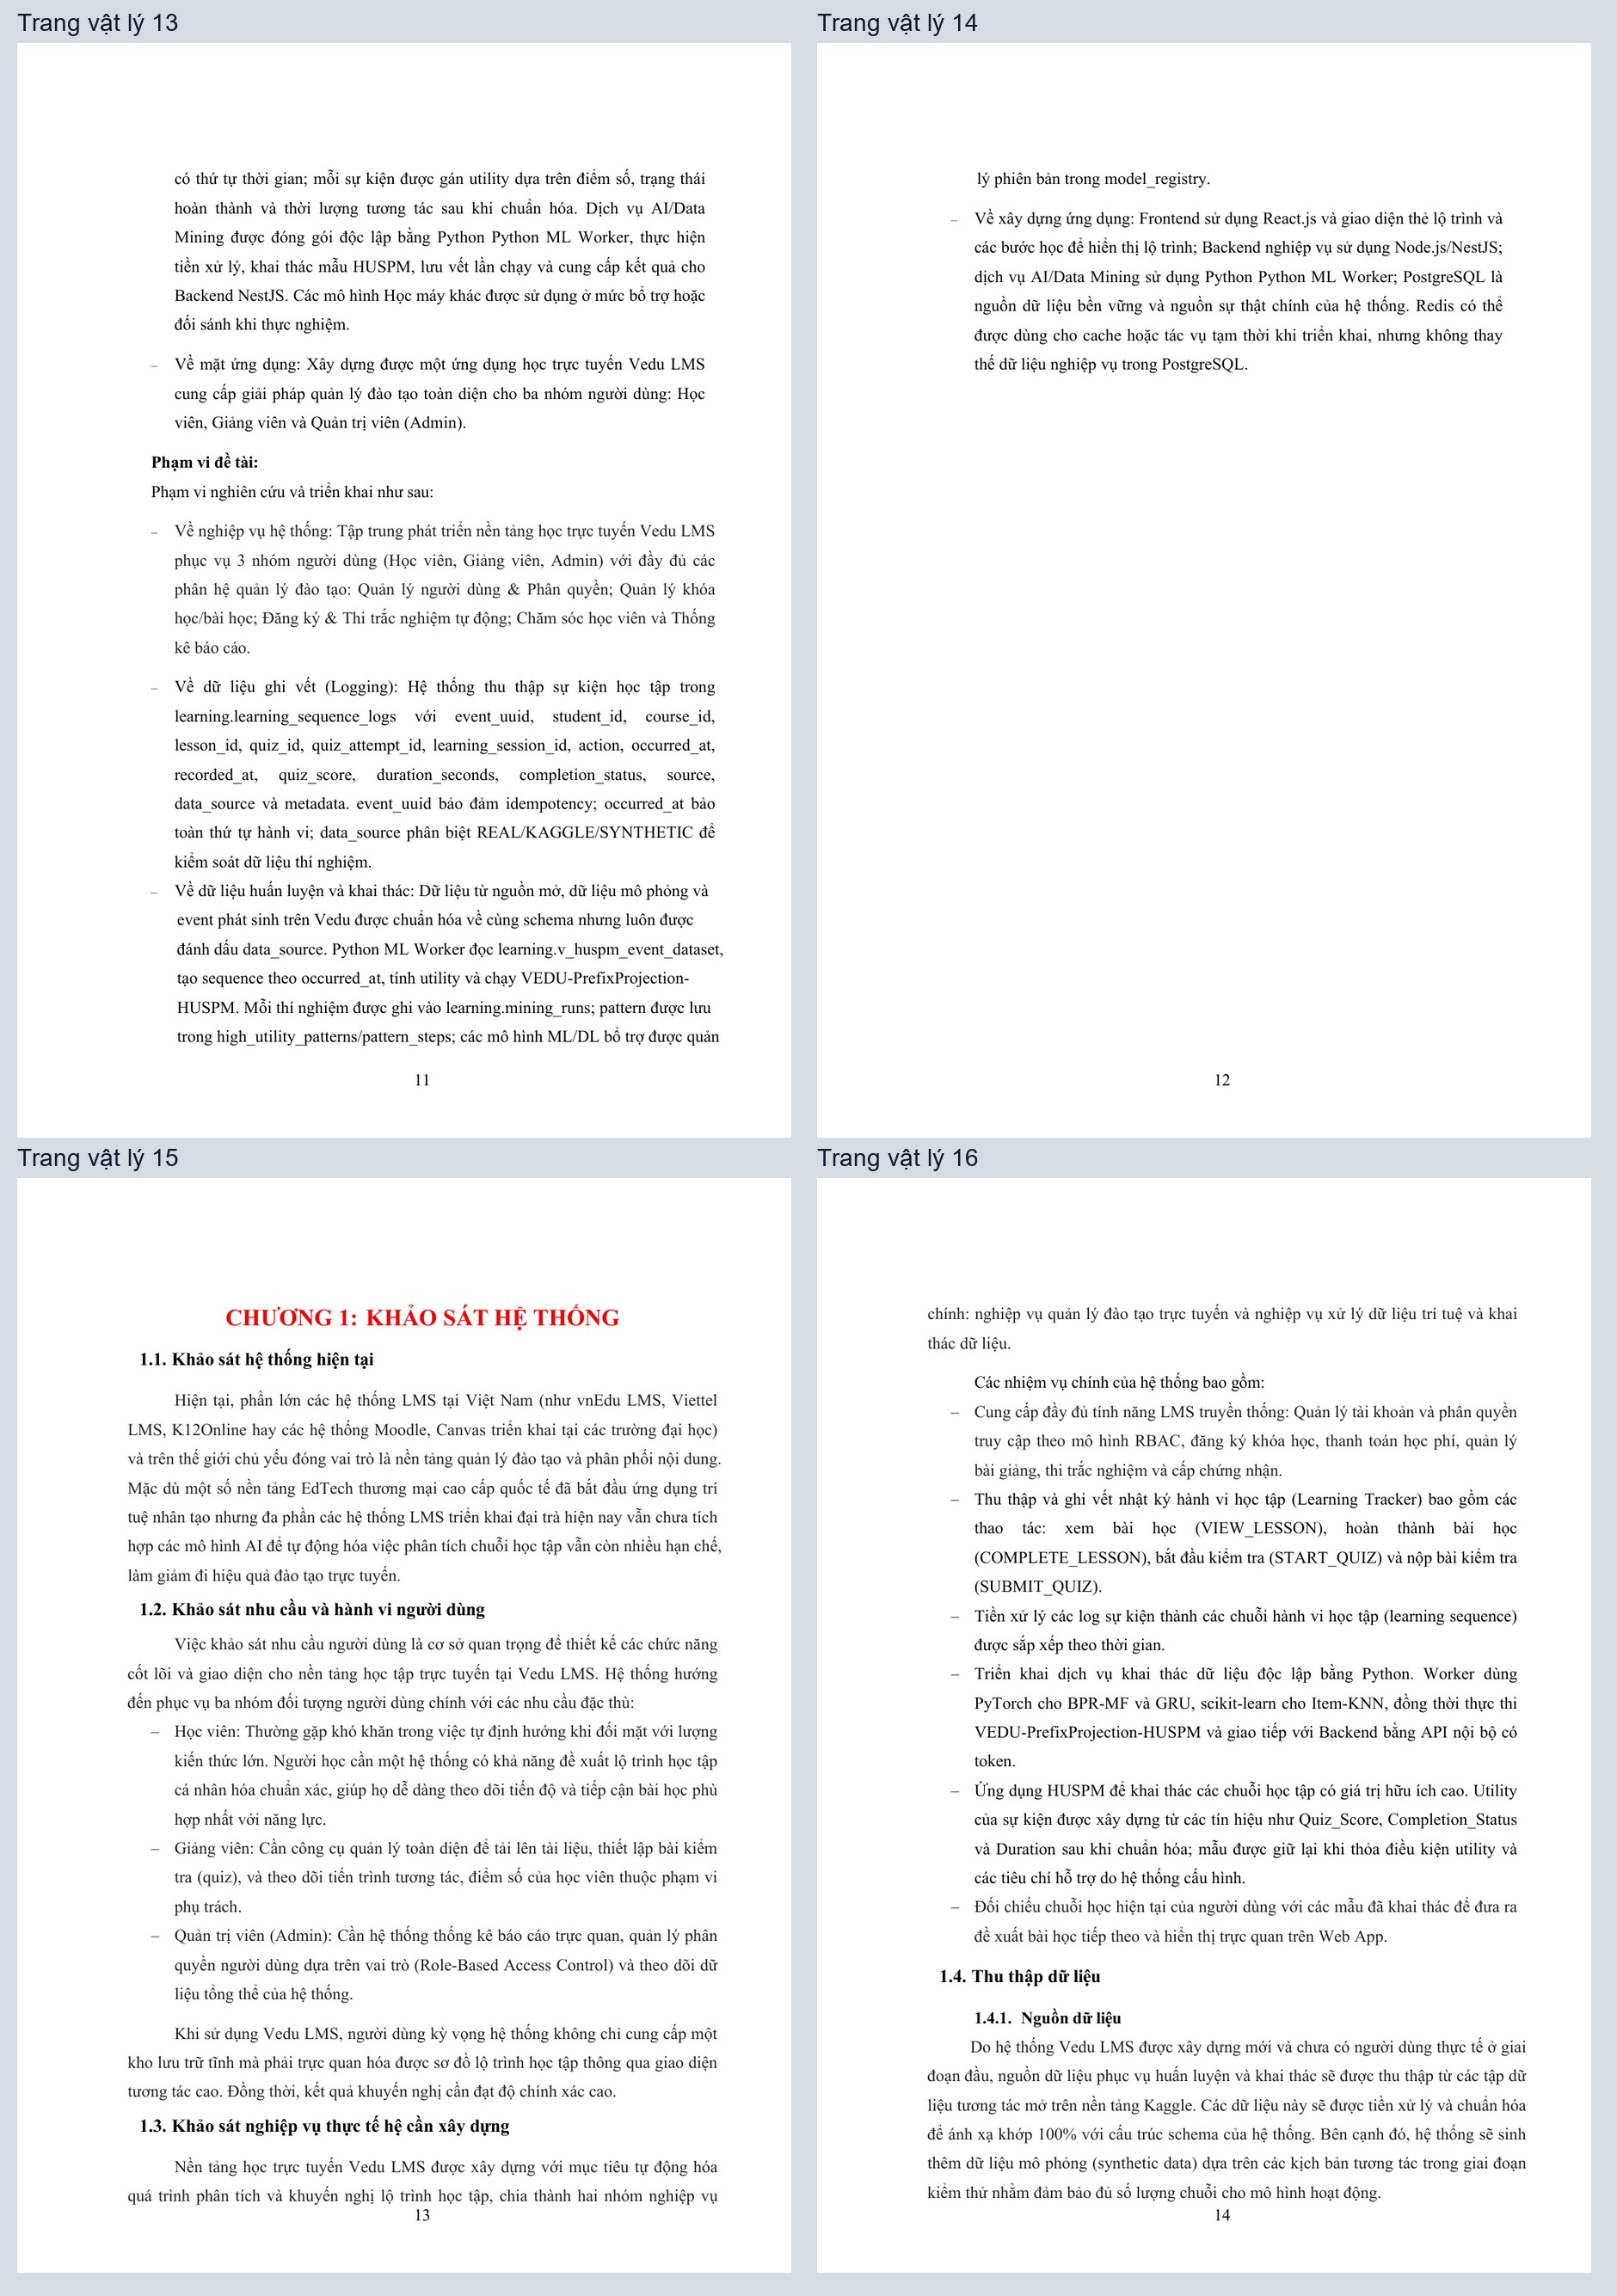 Trang vật lý 13
có thứ tự thời gian; mỗi sự kiện được gán utility dựa trên điểm số, trạng thái
hoàn thành và thời lượng tương tác sau khi chuẩn hóa. Dịch vụ AI/Data
Mining được đóng gói độc lập bằng Python Python ML Worker, thực hiện
tiền xử lý, khai thác mẫu HUSPM, lưu vết lần chạy và cung cấp kết quả cho
Backend NestJS. Các mô hình Học máy khác được sử dụng ở mức bổ trợ hoặc
đối sánh khi thực nghiệm.
– Về mặt ứng dụng: Xây dựng được một ứng dụng học trực tuyến Vedu LMS
cung cấp giải pháp quản lý đào tạo toàn diện cho ba nhóm người dùng: Học
viên, Giảng viên và Quản trị viên (Admin).
Phạm vi đề tài:
Phạm vi nghiên cứu và triển khai như sau:
– Về nghiệp vụ hệ thống: Tập trung phát triển nền tảng học trực tuyến Vedu LMS
phục vụ 3 nhóm người dùng (Học viên, Giảng viên, Admin) với đầy đủ các
phân hệ quản lý đào tạo: Quản lý người dùng & Phân quyền; Quản lý khóa
học/bài học; Đăng ký & Thi trắc nghiệm tự động; Chăm sóc học viên và Thống
kê báo cáo.
– Về dữ liệu ghi vết (Logging): Hệ thống thu thập sự kiện học tập trong
learning.learning_sequence_logs với event_uuid, student_id, course_id,
lesson_id, quiz_id, quiz_attempt_id, learning_session_id, action, occurred_at,
recorded_at, quiz_score, duration_seconds, completion_status, source,
data_source và metadata. event_uuid bảo đảm idempotency; occurred_at bảo
toàn thứ tự hành vi; data_source phân biệt REAL/KAGGLE/SYNTHETIC để
kiểm soát dữ liệu thí nghiệm.
– Về dữ liệu huấn luyện và khai thác: Dữ liệu từ nguồn mở, dữ liệu mô phỏng và
event phát sinh trên Vedu được chuẩn hóa về cùng schema nhưng luôn được
đánh dấu data_source. Python ML Worker đọc learning.v_huspm_event_dataset,
tạo sequence theo occurred_at, tính utility và chạy VEDU-PrefixProjection-
HUSPM. Mỗi thí nghiệm được ghi vào learning.mining_runs; pattern được lưu
trong high_utility_patterns/pattern_steps; các mô hình ML/DL bổ trợ được quản
11
Trang vật lý 14
lý phiên bản trong model_registry.
– Về xây dựng ứng dụng: Frontend sử dụng React.js và giao diện thẻ lộ trình và
các bước học để hiển thị lộ trình; Backend nghiệp vụ sử dụng Node.js/NestJS;
dịch vụ AI/Data Mining sử dụng Python Python ML Worker; PostgreSQL là
nguồn dữ liệu bền vững và nguồn sự thật chính của hệ thống. Redis có thể
được dùng cho cache hoặc tác vụ tạm thời khi triển khai, nhưng không thay
thế dữ liệu nghiệp vụ trong PostgreSQL.
12
Trang vật lý 15
CHƯƠNG 1: KHẢO SÁT HỆ THỐNG
1.1. Khảo sát hệ thống hiện tại
Hiện tại, phần lớn các hệ thống LMS tại Việt Nam (như vnEdu LMS, Viettel
LMS, K12Online hay các hệ thống Moodle, Canvas triển khai tại các trường đại học)
và trên thế giới chủ yếu đóng vai trò là nền tảng quản lý đào tạo và phân phối nội dung.
Mặc dù một số nền tảng EdTech thương mại cao cấp quốc tế đã bắt đầu ứng dụng trí
tuệ nhân tạo nhưng đa phần các hệ thống LMS triển khai đại trà hiện nay vẫn chưa tích
hợp các mô hình AI để tự động hóa việc phân tích chuỗi học tập vẫn còn nhiều hạn chế,
làm giảm đi hiệu quả đào tạo trực tuyến.
1.2. Khảo sát nhu cầu và hành vi người dùng
Việc khảo sát nhu cầu người dùng là cơ sở quan trọng để thiết kế các chức năng
cốt lõi và giao diện cho nền tảng học tập trực tuyến tại Vedu LMS. Hệ thống hướng
đến phục vụ ba nhóm đối tượng người dùng chính với các nhu cầu đặc thù:
– Học viên: Thường gặp khó khăn trong việc tự định hướng khi đối mặt với lượng
kiến thức lớn. Người học cần một hệ thống có khả năng đề xuất lộ trình học tập
cá nhân hóa chuẩn xác, giúp họ dễ dàng theo dõi tiến độ và tiếp cận bài học phù
hợp nhất với năng lực.
– Giảng viên: Cần công cụ quản lý toàn diện để tải lên tài liệu, thiết lập bài kiểm
tra (quiz), và theo dõi tiến trình tương tác, điểm số của học viên thuộc phạm vi
phụ trách.
– Quản trị viên (Admin): Cần hệ thống thống kê báo cáo trực quan, quản lý phân
quyền người dùng dựa trên vai trò (Role-Based Access Control) và theo dõi dữ
liệu tổng thể của hệ thống.
Khi sử dụng Vedu LMS, người dùng kỳ vọng hệ thống không chỉ cung cấp một
kho lưu trữ tĩnh mà phải trực quan hóa được sơ đồ lộ trình học tập thông qua giao diện
tương tác cao. Đồng thời, kết quả khuyến nghị cần đạt độ chính xác cao.
1.3. Khảo sát nghiệp vụ thực tế hệ cần xây dựng
Nền tảng học trực tuyến Vedu LMS được xây dựng với mục tiêu tự động hóa
quá trình phân tích và khuyến nghị lộ trình học tập, chia thành hai nhóm nghiệp vụ
13
Trang vật lý 16
chính: nghiệp vụ quản lý đào tạo trực tuyến và nghiệp vụ xử lý dữ liệu trí tuệ và khai
thác dữ liệu.
Các nhiệm vụ chính của hệ thống bao gồm:
– Cung cấp đầy đủ tính năng LMS truyền thống: Quản lý tài khoản và phân quyền
truy cập theo mô hình RBAC, đăng ký khóa học, thanh toán học phí, quản lý
bài giảng, thi trắc nghiệm và cấp chứng nhận.
– Thu thập và ghi vết nhật ký hành vi học tập (Learning Tracker) bao gồm các
thao tác: xem bài học (VIEW_LESSON), hoàn thành bài học
(COMPLETE_LESSON), bắt đầu kiểm tra (START_QUIZ) và nộp bài kiểm tra
(SUBMIT_QUIZ).
– Tiền xử lý các log sự kiện thành các chuỗi hành vi học tập (learning sequence)
được sắp xếp theo thời gian.
– Triển khai dịch vụ khai thác dữ liệu độc lập bằng Python. Worker dùng
PyTorch cho BPR-MF và GRU, scikit-learn cho Item-KNN, đồng thời thực thi
VEDU-PrefixProjection-HUSPM và giao tiếp với Backend bằng API nội bộ có
token.
– Ứng dụng HUSPM để khai thác các chuỗi học tập có giá trị hữu ích cao. Utility
của sự kiện được xây dựng từ các tín hiệu như Quiz_Score, Completion_Status
và Duration sau khi chuẩn hóa; mẫu được giữ lại khi thỏa điều kiện utility và
các tiêu chí hỗ trợ do hệ thống cấu hình.
– Đối chiếu chuỗi học hiện tại của người dùng với các mẫu đã khai thác để đưa ra
đề xuất bài học tiếp theo và hiển thị trực quan trên Web App.
1.4. Thu thập dữ liệu
1.4.1. Nguồn dữ liệu
Do hệ thống Vedu LMS được xây dựng mới và chưa có người dùng thực tế ở giai
đoạn đầu, nguồn dữ liệu phục vụ huấn luyện và khai thác sẽ được thu thập từ các tập dữ
liệu tương tác mở trên nền tảng Kaggle. Các dữ liệu này sẽ được tiền xử lý và chuẩn hóa
để ánh xạ khớp 100% với cấu trúc schema của hệ thống. Bên cạnh đó, hệ thống sẽ sinh
thêm dữ liệu mô phỏng (synthetic data) dựa trên các kịch bản tương tác trong giai đoạn
kiểm thử nhằm đảm bảo đủ số lượng chuỗi cho mô hình hoạt động.
14